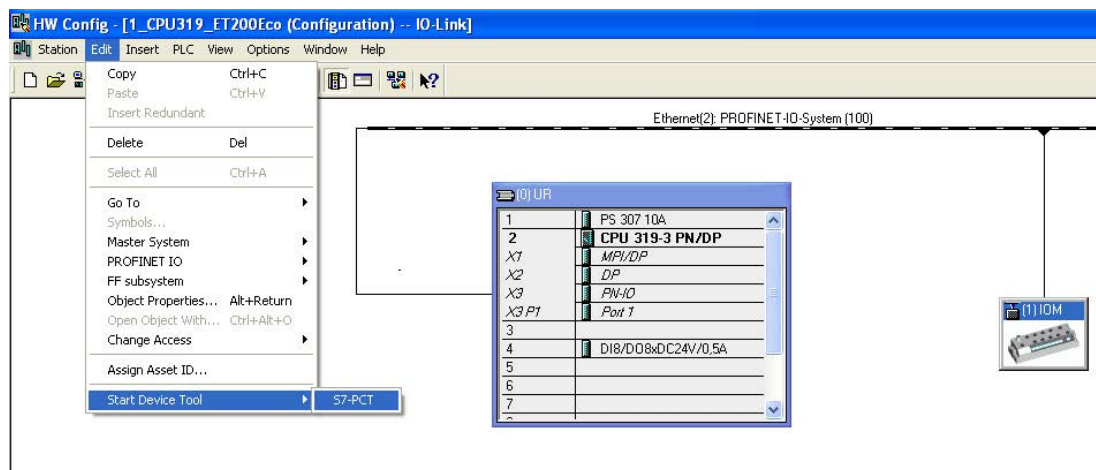 HW Config - [1_CPU319_ET200Eco (Configuration) -- IO-Link]
Station Edit Insert PLC View Options Window Help
Copy Ctrl+C
Paste Ctrl+V
Insert Redundant
Delete Del
Select All Ctrl+A
Go To
Symbols...
Master System
PROFINET IO
FF subsystem
Object Properties... Alt+Return
Open Object With... Ctrl+Alt+O
Change Access
Assign Asset ID...
Start Device Tool
S7-PCT
Ethernet(2): PROFINET-IO-System (100)
(0) UR
1 PS 307 10A
2 CPU 319-3 PN/DP
X1 MPI/DP
X2 DP
X3 PN-IO
X3 P1 Port 1
3
4 DI8/DO8xDC24V/0,5A
5
6
7
(1) IOM